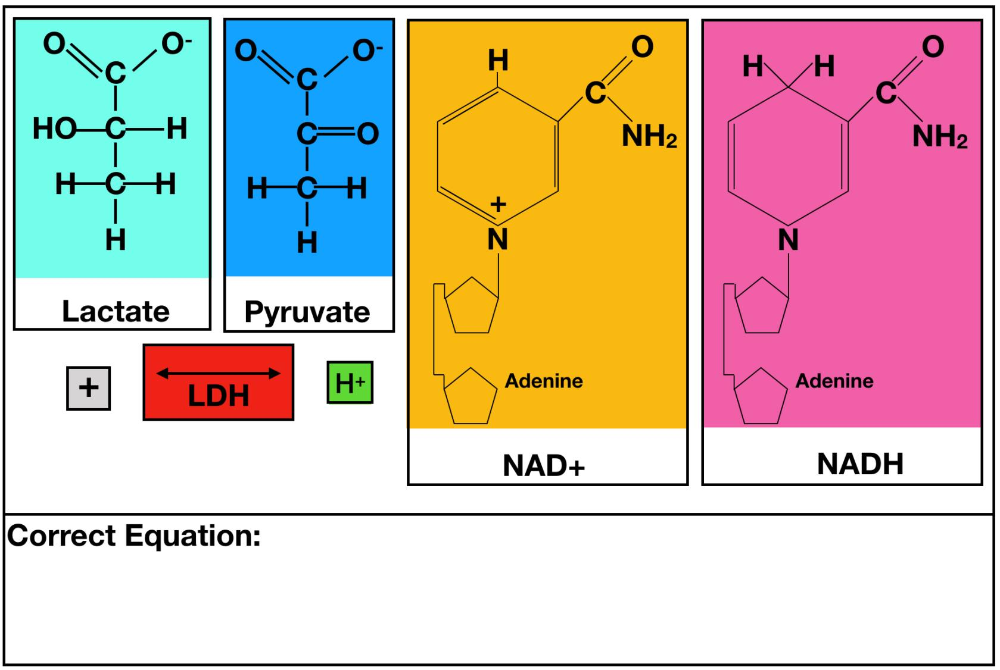 O O-
C
HO C H
H C H
H
Lactate
O O-
C
C O
H C H
H
Pyruvate
+
LDH
H+
H
O
C
NH2
+
N
Adenine
NAD+
H H
O
C
NH2
N
Adenine
NADH
Correct Equation: